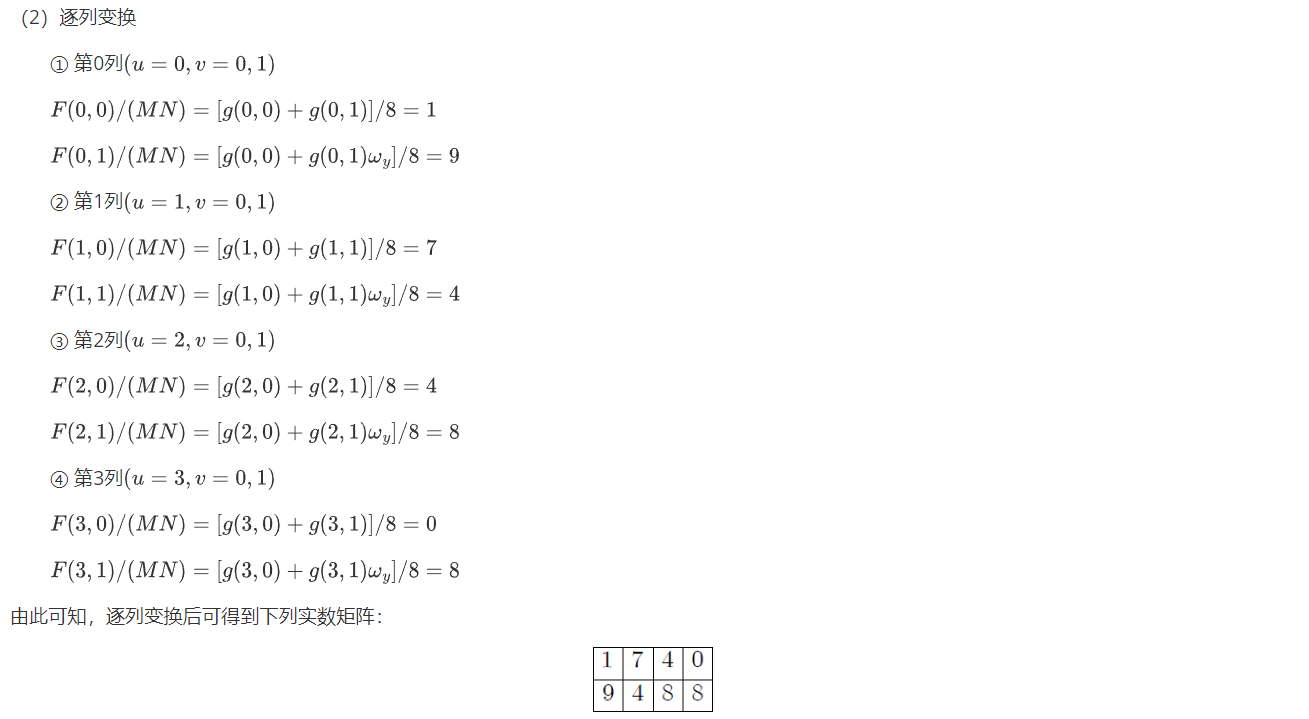 (2）逐列变换
① 第0列(u = 0, v = 0, 1)
F(0, 0)/(MN) = [g(0, 0) + g(0, 1)]/8 = 1
F(0, 1)/(MN) = [g(0, 0) + g(0, 1)ω_y]/8 = 9
② 第1列(u = 1, v = 0, 1)
F(1, 0)/(MN) = [g(1, 0) + g(1, 1)]/8 = 7
F(1, 1)/(MN) = [g(1, 0) + g(1, 1)ω_y]/8 = 4
③ 第2列(u = 2, v = 0, 1)
F(2, 0)/(MN) = [g(2, 0) + g(2, 1)]/8 = 4
F(2, 1)/(MN) = [g(2, 0) + g(2, 1)ω_y]/8 = 8
④ 第3列(u = 3, v = 0, 1)
F(3, 0)/(MN) = [g(3, 0) + g(3, 1)]/8 = 0
F(3, 1)/(MN) = [g(3, 0) + g(3, 1)ω_y]/8 = 8
由此可知，逐列变换后可得到下列实数矩阵：
1 7 4 0
9 4 8 8